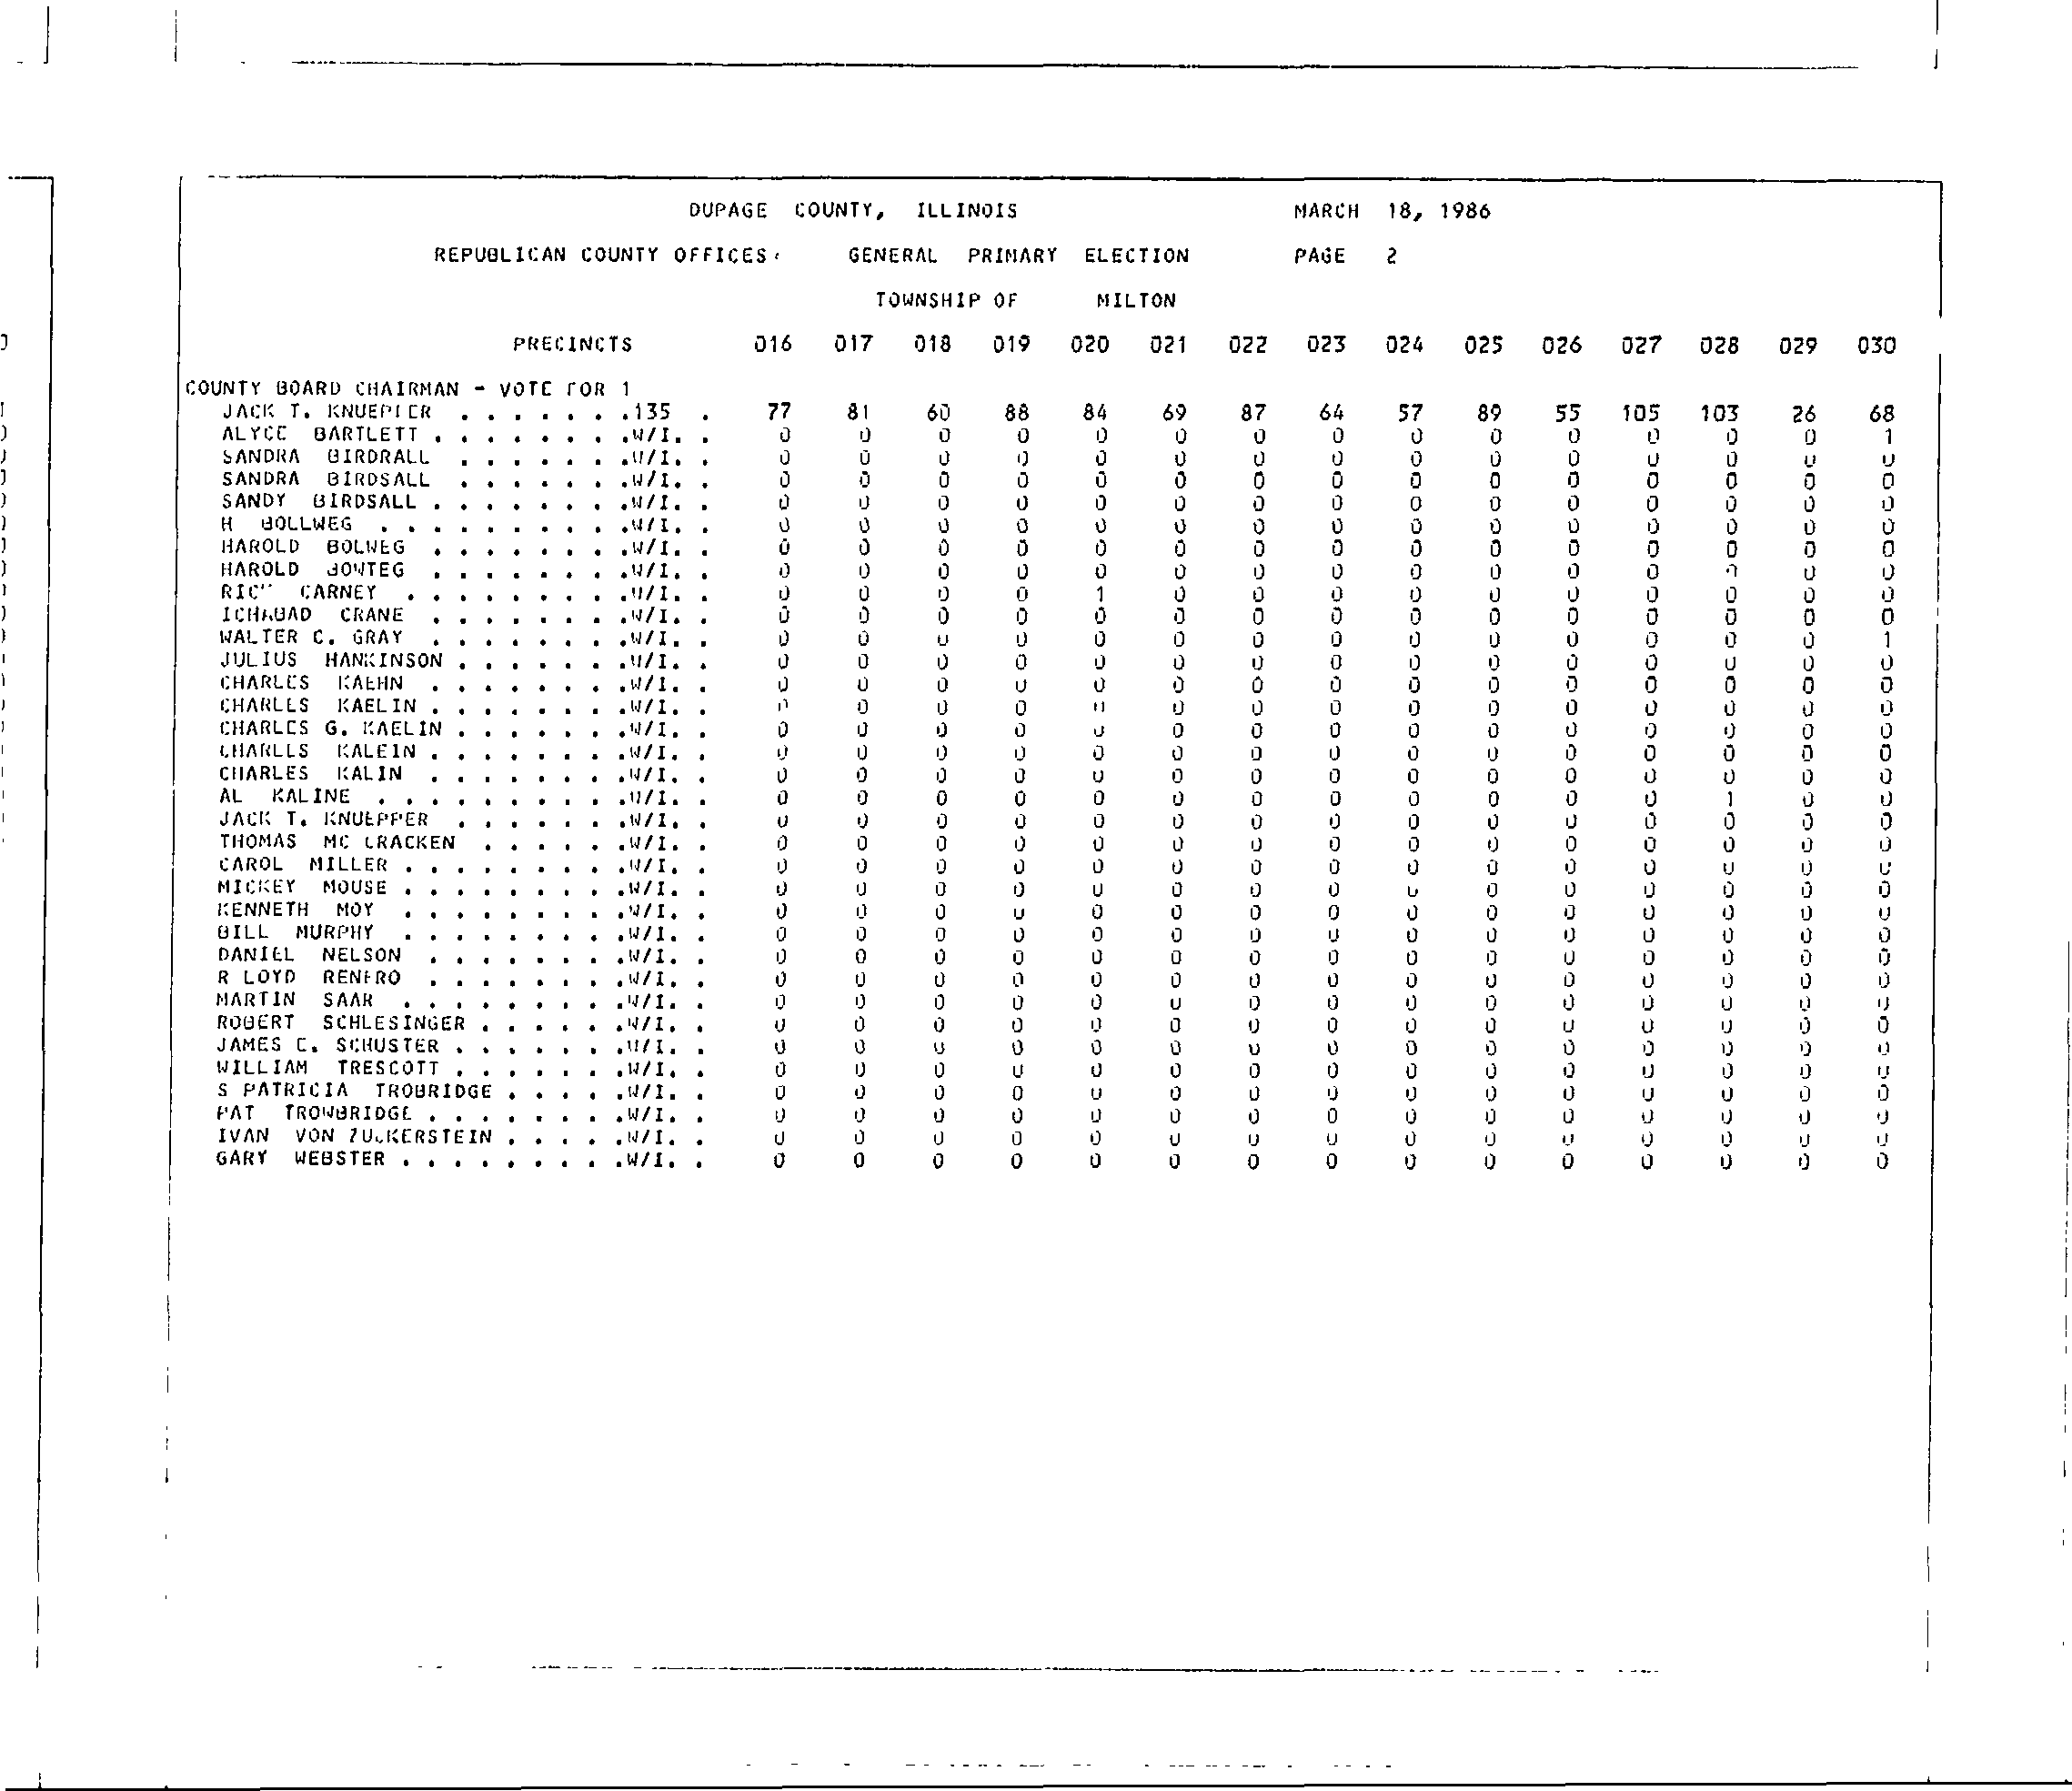 DUPAGE COUNTY, ILLINOIS MARCH 18, 1986
REPUBLICAN COUNTY OFFICES GENERAL PRIMARY ELECTION PAGE 2
TOWNSHIP OF MILTON
PRECINCTS 016 017 018 019 020 021 022 023 024 025 026 027 028 029 030
COUNTY BOARD CHAIRMAN - VOTE FOR 1
JACK T. KNUEPFER . . . . . . .135 . 77 81 60 88 84 69 87 64 57 89 55 105 103 26 68
ALYCE BARTLETT . . . . . . . .W/I. . 0 0 0 0 0 0 0 0 0 0 0 0 0 0 1
SANDRA BIRDRALL . . . . . . .W/I. . 0 0 0 0 0 0 0 0 0 0 0 0 0 0 0
SANDRA BIRDSALL . . . . . . .W/I. . 0 0 0 0 0 0 0 0 0 0 0 0 0 0 0
SANDY BIRDSALL . . . . . . . .W/I. . 0 0 0 0 0 0 0 0 0 0 0 0 0 0 0
H BOLLWEG . . . . . . . . . .W/I. . 0 0 0 0 0 0 0 0 0 0 0 0 0 0 0
HAROLD BOLWEG . . . . . . . .W/I. . 0 0 0 0 0 0 0 0 0 0 0 0 0 0 0
HAROLD BOWTEG . . . . . . . .W/I. . 0 0 0 0 0 0 0 0 0 0 0 0 0 0 0
RICK CARNEY . . . . . . . . .W/I. . 0 0 0 0 1 0 0 0 0 0 0 0 0 0 0
ICHABAD CRANE . . . . . . . .W/I. . 0 0 0 0 0 0 0 0 0 0 0 0 0 0 0
WALTER C. GRAY . . . . . . . .W/I. . 0 0 0 0 0 0 0 0 0 0 0 0 0 0 1
JULIUS HANKINSON . . . . . . .W/I. . 0 0 0 0 0 0 0 0 0 0 0 0 0 0 0
CHARLES KAEHN . . . . . . . .W/I. . 0 0 0 0 0 0 0 0 0 0 0 0 0 0 0
CHARLES KAELIN . . . . . . . .W/I. . 0 0 0 0 0 0 0 0 0 0 0 0 0 0 0
CHARLES G. KAELIN . . . . . . .W/I. . 0 0 0 0 0 0 0 0 0 0 0 0 0 0 0
CHARLES KALEIN . . . . . . . .W/I. . 0 0 0 0 0 0 0 0 0 0 0 0 0 0 0
CHARLES KALIN . . . . . . . .W/I. . 0 0 0 0 0 0 0 0 0 0 0 0 0 0 0
AL KALINE . . . . . . . . . .W/I. . 0 0 0 0 0 0 0 0 0 0 0 0 1 0 0
JACK T. KNUEPPER . . . . . . .W/I. . 0 0 0 0 0 0 0 0 0 0 0 0 0 0 0
THOMAS MC CRACKEN . . . . . .W/I. . 0 0 0 0 0 0 0 0 0 0 0 0 0 0 0
CAROL MILLER . . . . . . . . .W/I. . 0 0 0 0 0 0 0 0 0 0 0 0 0 0 0
MICKEY MOUSE . . . . . . . . .W/I. . 0 0 0 0 0 0 0 0 0 0 0 0 0 0 0
KENNETH MOY . . . . . . . . .W/I. . 0 0 0 0 0 0 0 0 0 0 0 0 0 0 0
BILL MURPHY . . . . . . . . .W/I. . 0 0 0 0 0 0 0 0 0 0 0 0 0 0 0
DANIEL NELSON . . . . . . . .W/I. . 0 0 0 0 0 0 0 0 0 0 0 0 0 0 0
R LOYD RENFRO . . . . . . . .W/I. . 0 0 0 0 0 0 0 0 0 0 0 0 0 0 0
MARTIN SAAR . . . . . . . . .W/I. . 0 0 0 0 0 0 0 0 0 0 0 0 0 0 0
ROBERT SCHLESINGER . . . . . .W/I. . 0 0 0 0 0 0 0 0 0 0 0 0 0 0 0
JAMES E. SCHUSTER . . . . . . .W/I. . 0 0 0 0 0 0 0 0 0 0 0 0 0 0 0
WILLIAM TRESCOTT . . . . . . .W/I. . 0 0 0 0 0 0 0 0 0 0 0 0 0 0 0
S PATRICIA TROBRIDGE . . . . .W/I. . 0 0 0 0 0 0 0 0 0 0 0 0 0 0 0
PAT TROWBRIDGE . . . . . . . .W/I. . 0 0 0 0 0 0 0 0 0 0 0 0 0 0 0
IVAN VON ZUCKERSTEIN . . . . .W/I. . 0 0 0 0 0 0 0 0 0 0 0 0 0 0 0
GARY WEBSTER . . . . . . . . .W/I. . 0 0 0 0 0 0 0 0 0 0 0 0 0 0 0